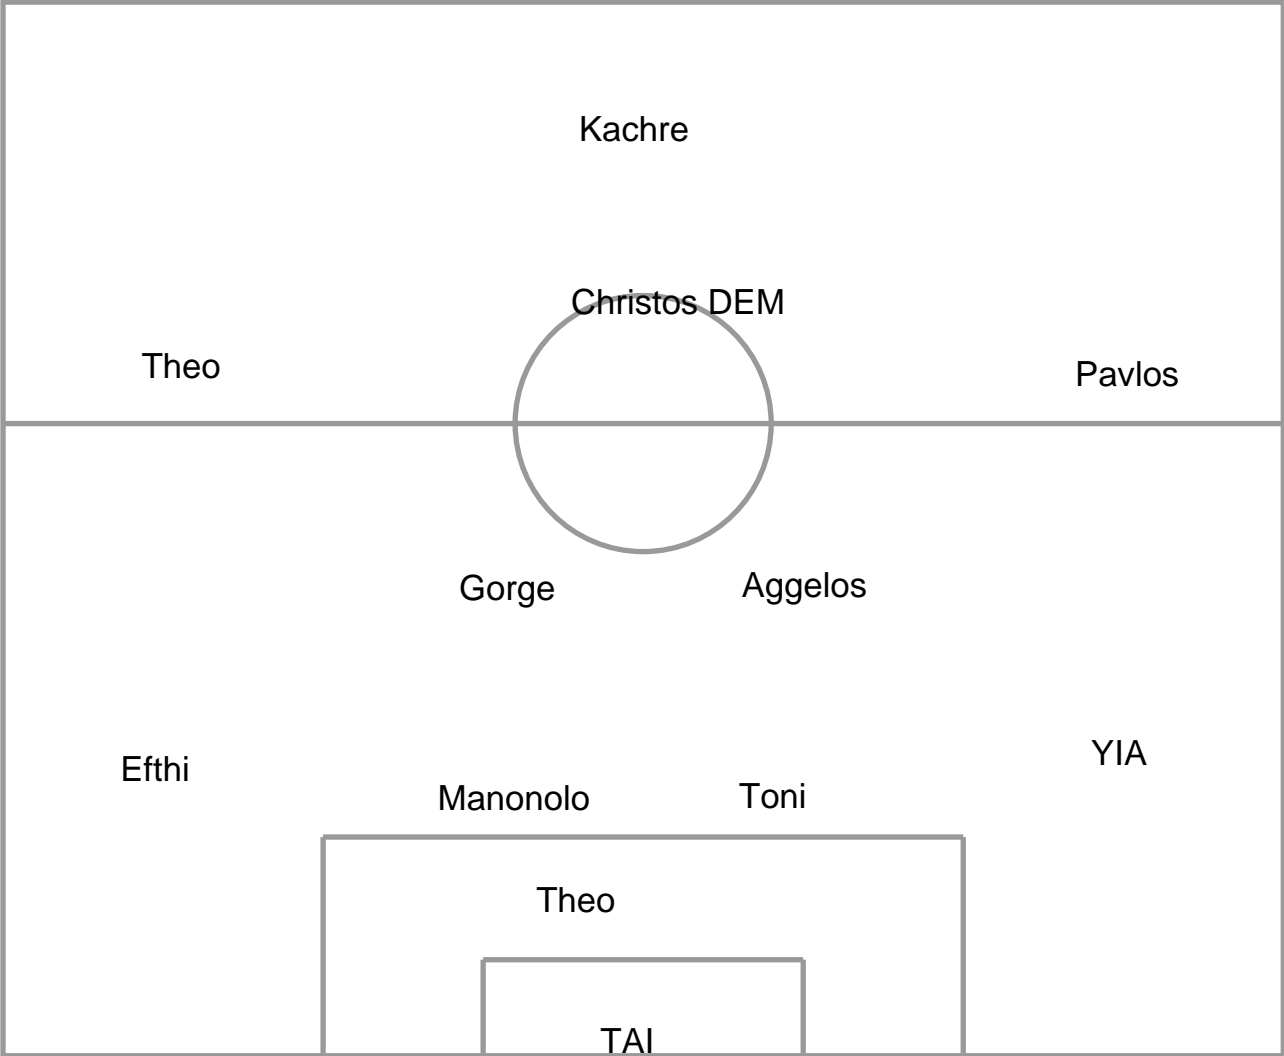 Kachre
Christos DEM
Theo
Pavlos
Gorge
Aggelos
Efthi
YIA
Manonolo
Toni
Theo
TAI